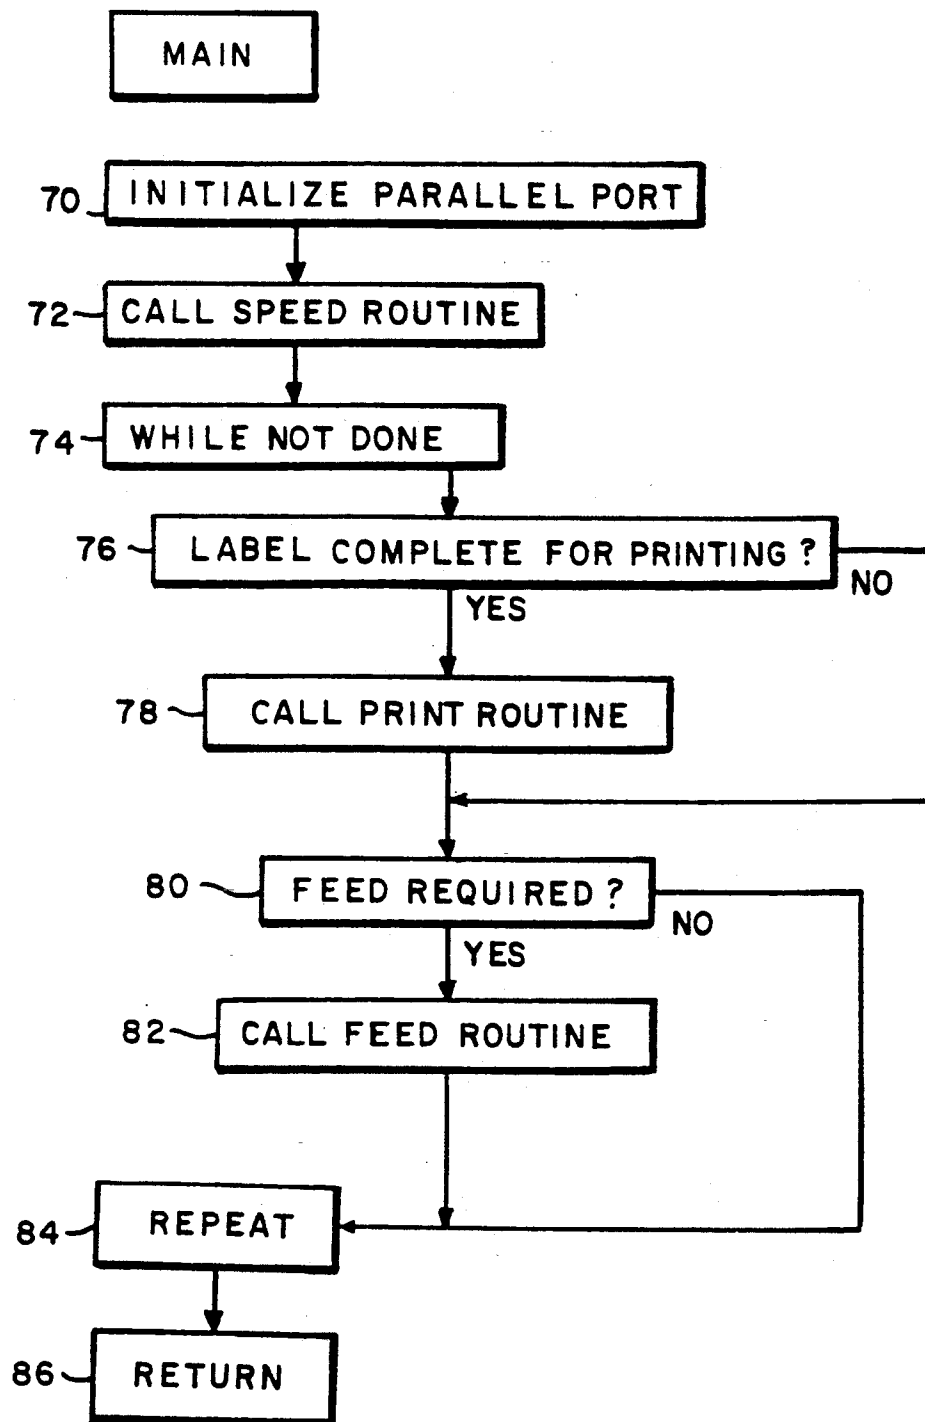 MAIN
70 INITIALIZE PARALLEL PORT
72 CALL SPEED ROUTINE
74 WHILE NOT DONE
76 LABEL COMPLETE FOR PRINTING?
NO
YES
78 CALL PRINT ROUTINE
80 FEED REQUIRED?
NO
YES
82 CALL FEED ROUTINE
84 REPEAT
86 RETURN